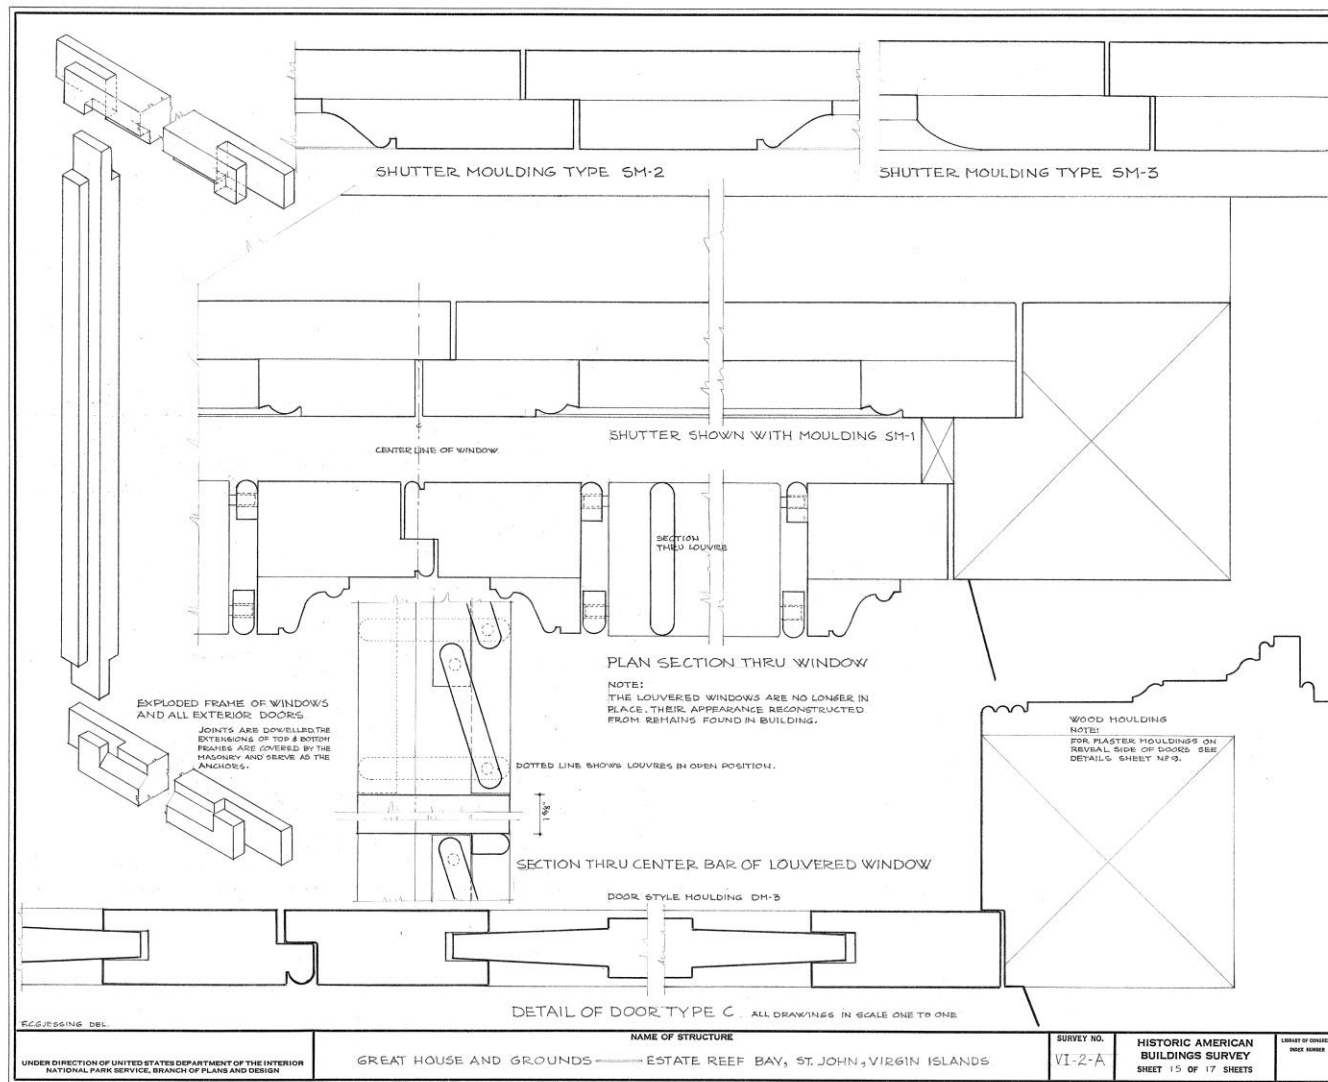 SHUTTER MOULDING TYPE SM-2
SHUTTER MOULDING TYPE SM-3
SHUTTER SHOWN WITH MOULDING SM-1
CENTER LINE OF WINDOW
SECTION
THRU LOUVRE
PLAN SECTION THRU WINDOW
NOTE:
THE LOUVERED WINDOWS ARE NO LONGER IN
PLACE. THEIR APPEARANCE RECONSTRUCTED
FROM REMAINS FOUND IN BUILDING.
EXPLODED FRAME OF WINDOWS
AND ALL EXTERIOR DOORS
JOINTS ARE DOWELLED. THE
EXTENSIONS OF TOP & BOTTOM
FRAMES ARE COVERED BY THE
MASONRY AND SERVE AS THE
ANCHORS.
WOOD MOULDING
NOTE:
FOR PLASTER MOULDINGS ON
REVEAL SIDE OF DOORS SEE
DETAILS SHEET Nº 9.
DOTTED LINE SHOWS LOUVRES IN OPEN POSITION.
1 5/8"
SECTION THRU CENTER BAR OF LOUVERED WINDOW
DOOR STYLE MOULDING DM-3
DETAIL OF DOOR TYPE C ALL DRAWINGS IN SCALE ONE TO ONE
F.C.GJESSING DEL.
UNDER DIRECTION OF UNITED STATES DEPARTMENT OF THE INTERIOR
NATIONAL PARK SERVICE, BRANCH OF PLANS AND DESIGN
NAME OF STRUCTURE
GREAT HOUSE AND GROUNDS —— ESTATE REEF BAY, ST. JOHN, VIRGIN ISLANDS
SURVEY NO.
VI-2-A
HISTORIC AMERICAN
BUILDINGS SURVEY
SHEET 15 OF 17 SHEETS
LIBRARY OF CONGRESS
INDEX NUMBER